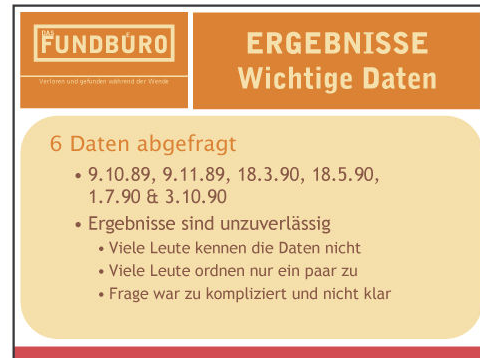 DAS
FUNDBÜRO
Verloren und gefunden während der Wende
ERGEBNISSE
Wichtige Daten
6 Daten abgefragt
• 9.10.89, 9.11.89, 18.3.90, 18.5.90,
1.7.90 & 3.10.90
• Ergebnisse sind unzuverlässig
• Viele Leute kennen die Daten nicht
• Viele Leute ordnen nur ein paar zu
• Frage war zu kompliziert und nicht klar